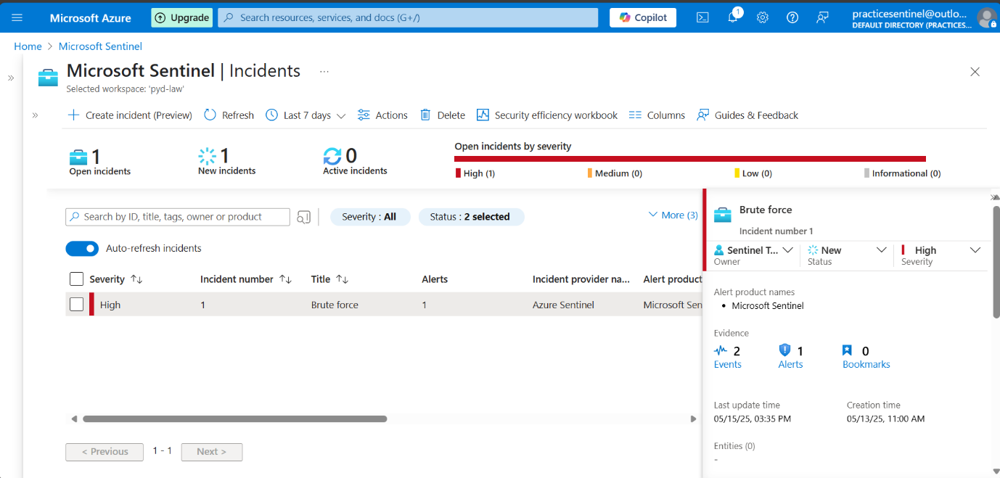 Microsoft Azure
Upgrade
Search resources, services, and docs (G+/)
Copilot
1
practicesentinel@outlo...
DEFAULT DIRECTORY (PRACTICES...
Home > Microsoft Sentinel
Microsoft Sentinel | Incidents ...
Selected workspace: 'pyd-law'
Create incident (Preview) Refresh Last 7 days Actions Delete Security efficiency workbook Columns Guides & Feedback
1 Open incidents
1 New incidents
0 Active incidents
Open incidents by severity
High (1) Medium (0) Low (0) Informational (0)
Search by ID, title, tags, owner or product
Severity : All
Status : 2 selected
More (3)
Auto-refresh incidents
Severity Incident number Title Alerts Incident provider na... Alert product
High 1 Brute force 1 Azure Sentinel Microsoft Sen
< Previous 1 - 1 Next >
Brute force
Incident number 1
Sentinel T... New High
Owner Status Severity
Alert product names
• Microsoft Sentinel
Evidence
2 1 0
Events Alerts Bookmarks
Last update time Creation time
05/15/25, 03:35 PM 05/13/25, 11:00 AM
Entities (0)
-